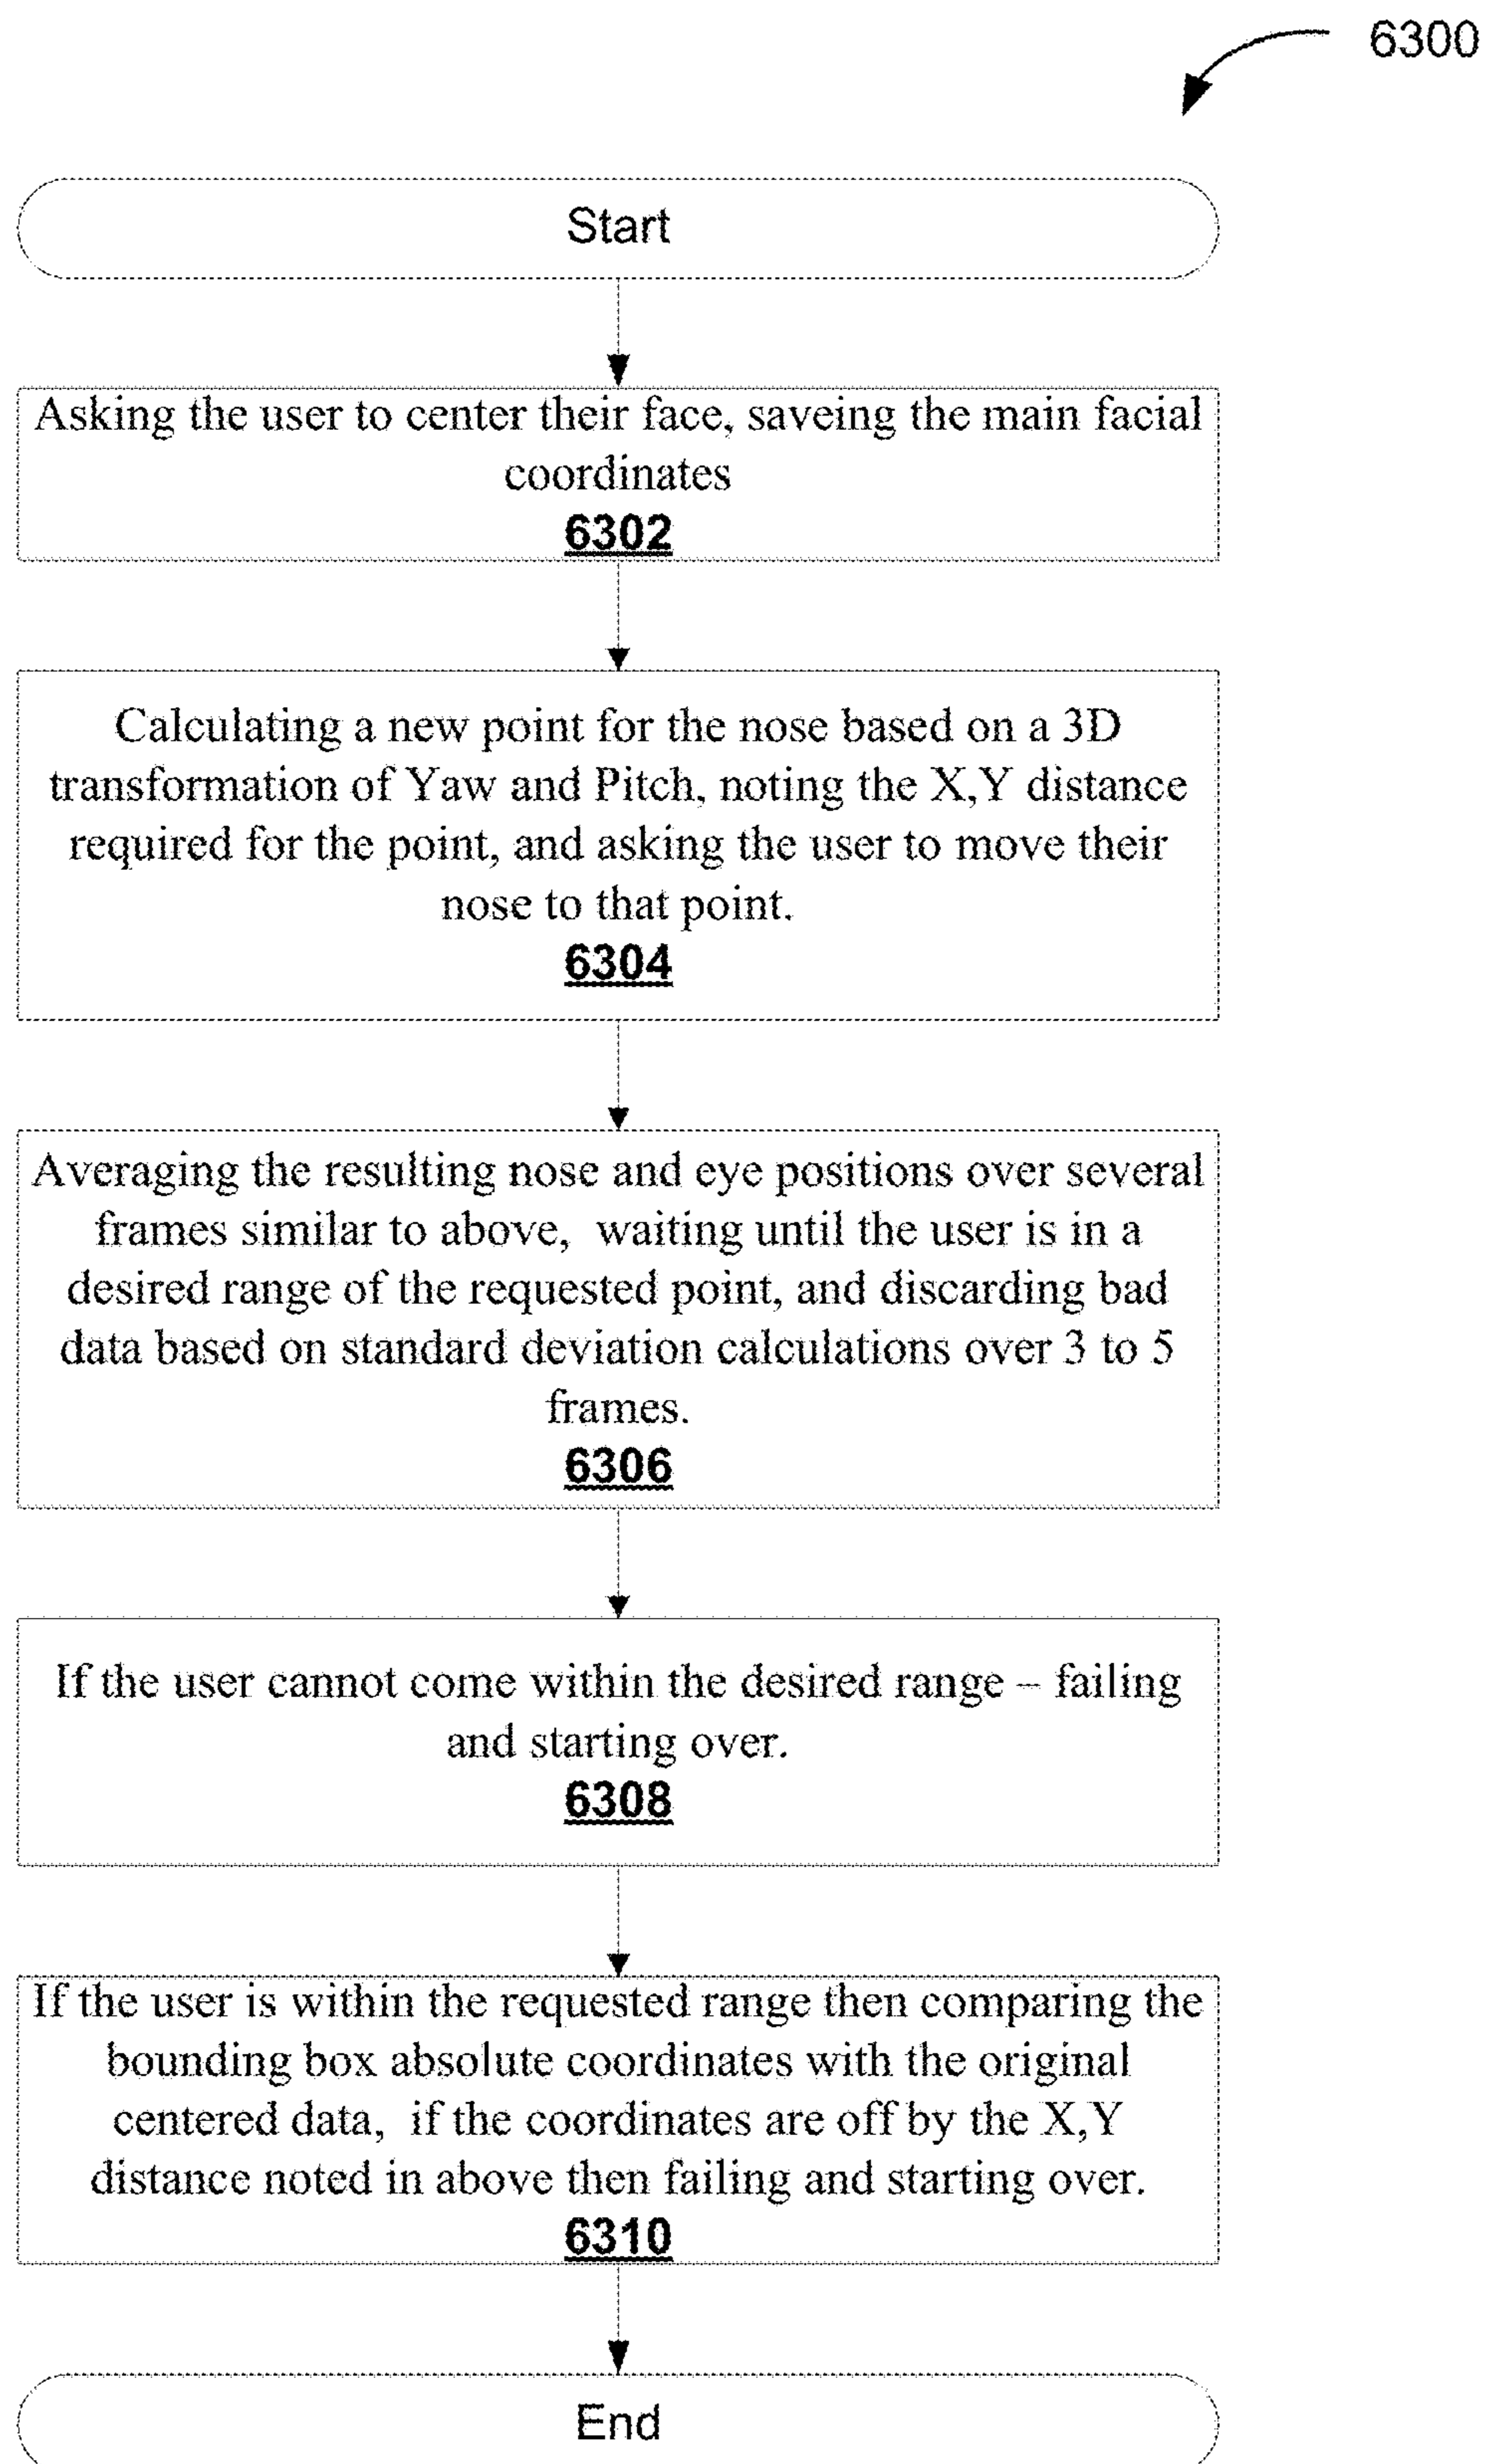 6300
Start
Asking the user to center their face, saveing the main facial
coordinates
6302
Calculating a new point for the nose based on a 3D
transformation of Yaw and Pitch, noting the X,Y distance
required for the point, and asking the user to move their
nose to that point.
6304
Averaging the resulting nose and eye positions over several
frames similar to above,  waiting until the user is in a
desired range of the requested point, and discarding bad
data based on standard deviation calculations over 3 to 5
frames.
6306
If the user cannot come within the desired range – failing
and starting over.
6308
If the user is within the requested range then comparing the
bounding box absolute coordinates with the original
centered data,  if the coordinates are off by the X,Y
distance noted in above then failing and starting over.
6310
End